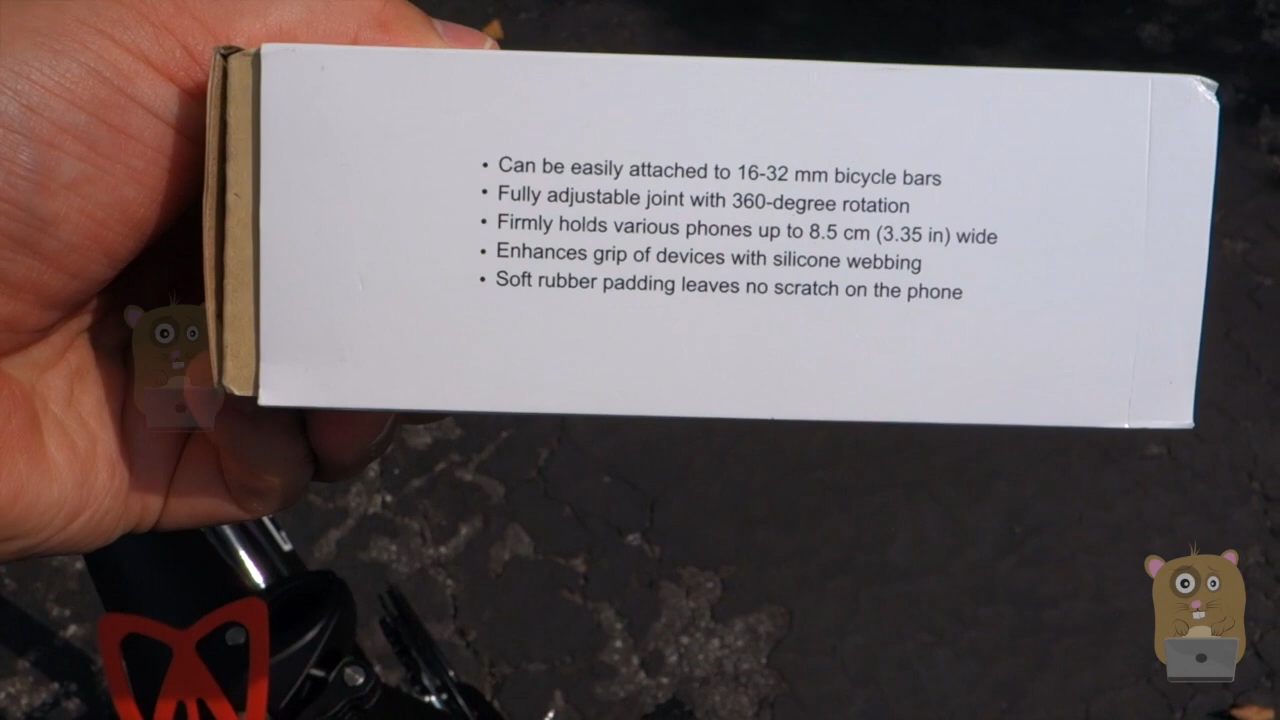 • Can be easily attached to 16-32 mm bicycle bars
• Fully adjustable joint with 360-degree rotation
• Firmly holds various phones up to 8.5 cm (3.35 in) wide
• Enhances grip of devices with silicone webbing
• Soft rubber padding leaves no scratch on the phone